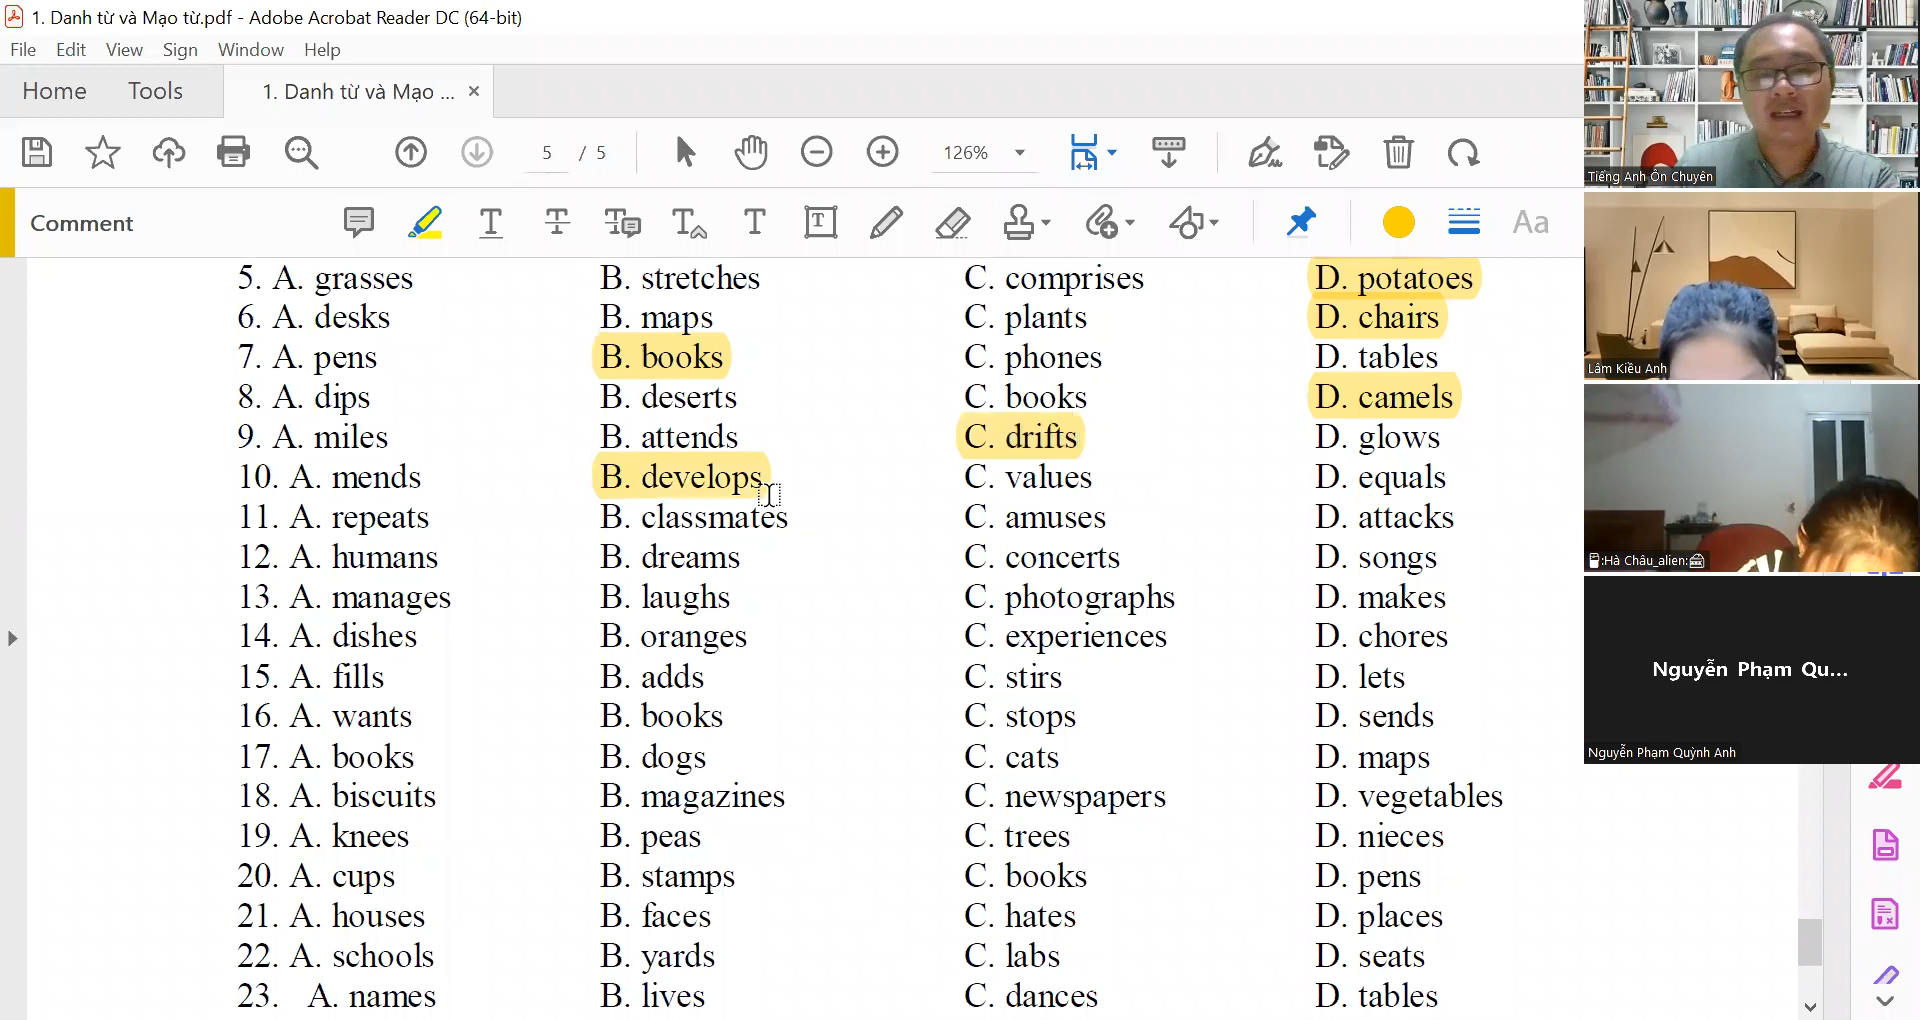 1. Danh từ và Mạo từ.pdf - Adobe Acrobat Reader DC (64-bit)
File Edit View Sign Window Help
Home Tools 1. Danh từ và Mạo ... ×
5 / 5 126%
Comment
T T T T T T Aa
5. A. grasses B. stretches C. comprises D. potatoes
6. A. desks B. maps C. plants D. chairs
7. A. pens B. books C. phones D. tables
8. A. dips B. deserts C. books D. camels
9. A. miles B. attends C. drifts D. glows
10. A. mends B. develops C. values D. equals
11. A. repeats B. classmates C. amuses D. attacks
12. A. humans B. dreams C. concerts D. songs
13. A. manages B. laughs C. photographs D. makes
14. A. dishes B. oranges C. experiences D. chores
15. A. fills B. adds C. stirs D. lets
16. A. wants B. books C. stops D. sends
17. A. books B. dogs C. cats D. maps
18. A. biscuits B. magazines C. newspapers D. vegetables
19. A. knees B. peas C. trees D. nieces
20. A. cups B. stamps C. books D. pens
21. A. houses B. faces C. hates D. places
22. A. schools B. yards C. labs D. seats
23. A. names B. lives C. dances D. tables
Tiếng Anh Ôn Chuyên
Lâm Kiều Anh
:Hà Châu_alien:
Nguyễn Phạm Qu...
Nguyễn Phạm Quỳnh Anh